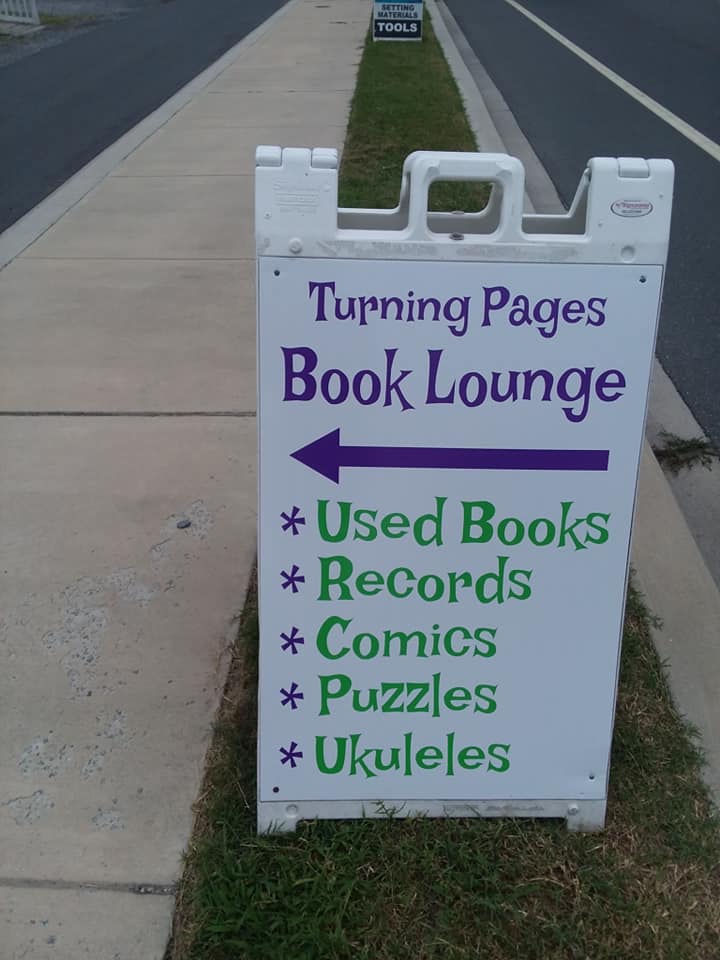 SETTING
MATERIALS
TOOLS
Turning Pages
Book Lounge
* Used Books
* Records
* Comics
* Puzzles
* Ukuleles